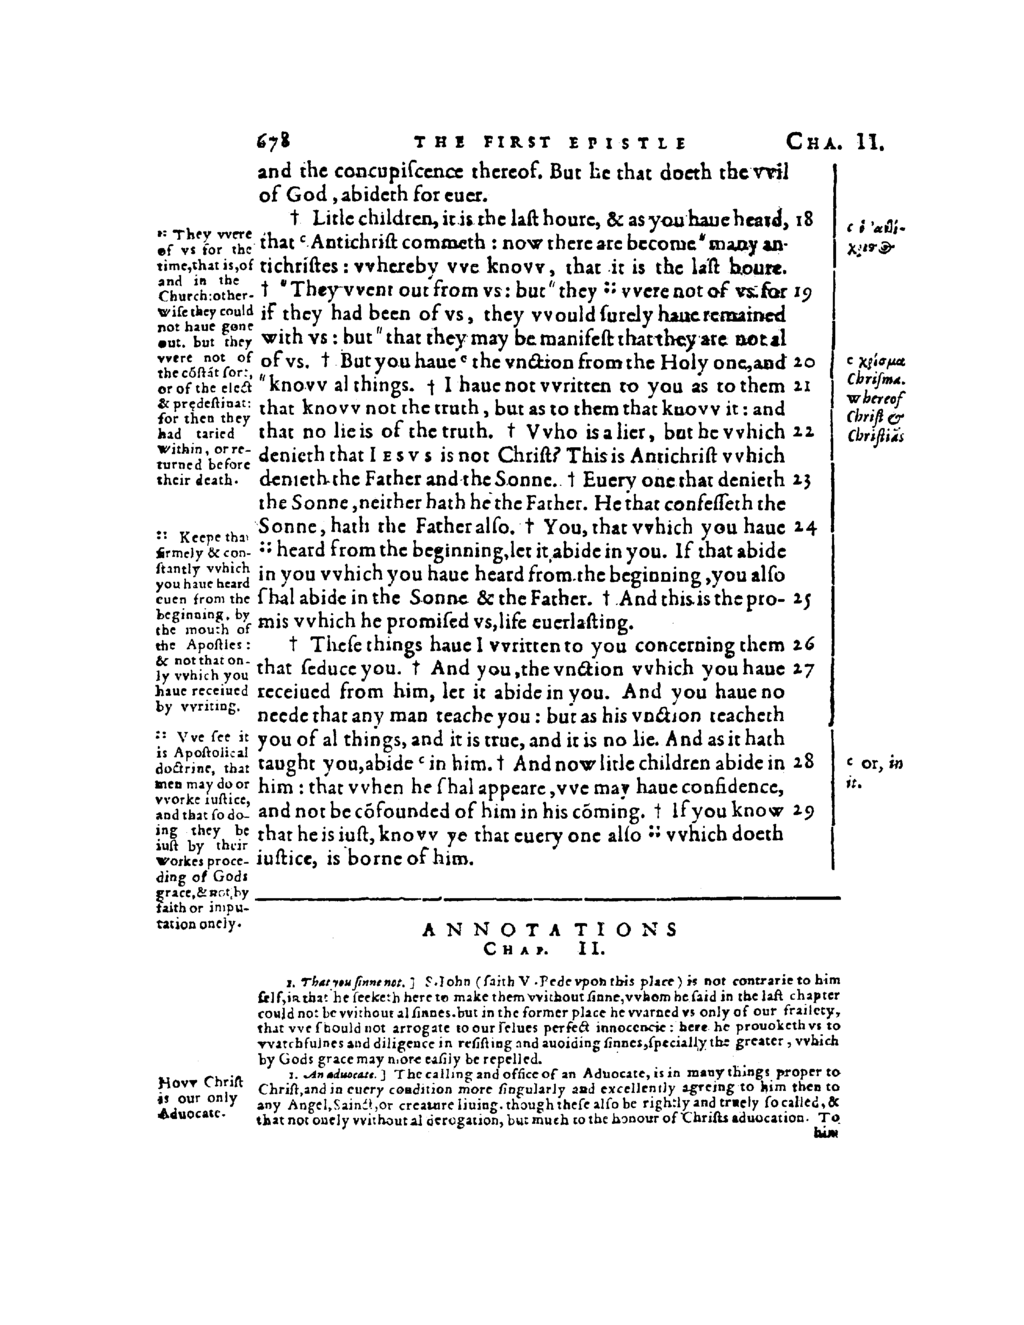 678 THE FIRST EPISTLE CHA. II.
and the concupiſcence thereof. But he that doeth the vvil
of God, abideth for euer.
† Litle children, it is the laſt houre, & as you haue heard, 18
that ᶜ Antichriſt commeth : now there are become " many an-
tichriſtes : vvhereby vve knovv, that it is the laſt houre.
† " They vvent out from vs : but " they :: vvere not of vs. for 19
if they had been of vs, they vvould ſurely haue remained
with vs : but " that they may be manifeſt that they are not al
of vs. † But you haue ᶜ the vnction from the Holy one, and 20
" knovv al things. † I haue not vvritten to you as to them 21
that knovv not the truth, but as to them that knovv it : and
that no lie is of the truth. † Vvho is a lier, but he vvhich 22
denieth that IESVS is not Chriſt? This is Antichriſt vvhich
denieth the Father and the Sonne. † Euery one that denieth 23
the Sonne, neither hath he the Father. He that confeſſeth the
Sonne, hath the Father alſo. † You, that vvhich you haue 24
:: heard from the beginning, let it abide in you. If that abide
in you vvhich you haue heard from the beginning, you alſo
ſhal abide in the Sonne & the Father. † And this is the pro- 25
mis vvhich he promiſed vs, life euerlaſting.
† Theſe things haue I vvritten to you concerning them 26
that ſeduce you. † And you, the vnction vvhich you haue 27
receiued from him, let it abide in you. And you haue no
neede that any man teache you : but as his vnction teacheth
you of al things, and it is true, and it is no lie. And as it hath
taught you, abide ᶜ in him. † And now litle children abide in 28
him : that vvhen he ſhal appeare, vve may haue confidence,
and not be cōfounded of him in his cōming. † If you know 29
that he is iuſt, knovv ye that euery one alſo :: vvhich doeth
iuſtice, is borne of him.
:: They vvere
of vs for the
time, that is, of
and in the
Church: other-
wiſe they could
not haue gone
out. but they
vvere not of
the cōſtāt ſort,
or of the elect
& prędeſtinat:
for then they
had taried
within, or re-
turned before
their death.
:: Keepe that
firmely & con-
ſtantly vvhich
you haue heard
euen from the
beginning, by
the mouth of
the Apoſtles :
& not that on-
ly vvhich you
haue receiued
by vvriting.
:: Vve ſee it
is Apoſtolical
doctrine, that
men may do or
vvorke iuſtice,
and that ſo do-
ing they be
iuſt by their
workes proce-
ding of Gods
grace, & not by
faith or impu-
tation onely.
c ὁ ἀντί-
χριστος
c χρίσμα
Chriſma.
whereof
Chriſt &
Chriſtiās
c or, in
it.
ANNOTATIONS
CHAP. II.
1. That you ſinne not. ] S. Iohn (ſaith V. Bede vpon this place) is not contrarie to him
ſelf, in that he ſeeketh here to make them vvithout ſinne, vvhom he ſaid in the laſt chapter
could not be vvithout al ſinnes. but in the former place he vvarned vs only of our frailety,
that vve ſhould not arrogate to our ſelues perfect innocencie : here he prouoketh vs to
vvatchfulnes and diligence in reſiſting and auoiding ſinnes, ſpecially the greater, vvhich
by Gods grace may more eaſily be repelled.
1. An aduocate. ] The calling and office of an Aduocate, is in many things proper to
Chriſt, and in euery condition more ſingularly and excellently agreing to him then to
any Angel, Sainct, or creature liuing. though theſe alſo be rightly and truely ſo called, &
that not onely vvithout al derogation, but much to the honour of Chriſts aduocation. To
him
Hovv Chriſt
is our only
Aduocate.